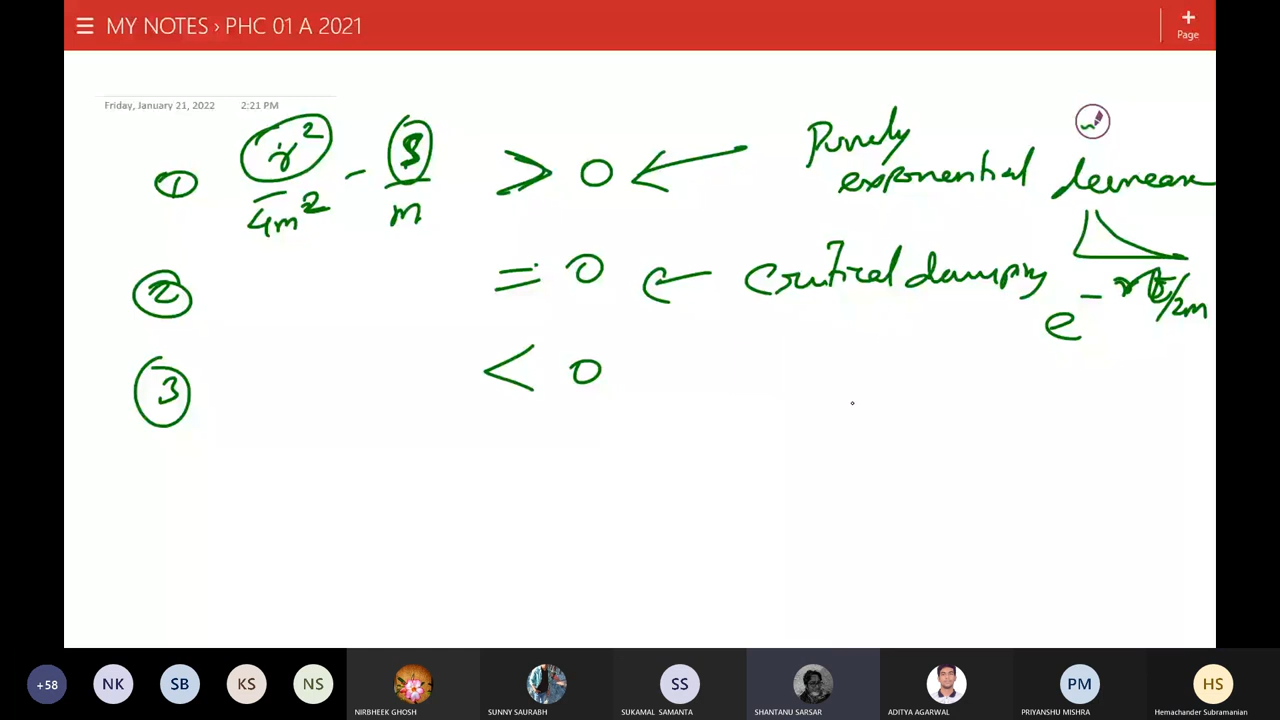 MY NOTES › PHC 01 A 2021
+
Page
Friday, January 21, 2022 2:21 PM
① r²/4m² - s/m > 0 ← Purely exponential decrease
② = 0 ← critical damping e^-rt/2m
③ < 0
+58 NK SB KS NS SS PM HS
NIRBHEEK GHOSH SUNNY SAURABH SUKAMAL SAMANTA SHANTANU SARSAR ADITYA AGARWAL PRIYANSHU MISHRA Hemachander Subramanian